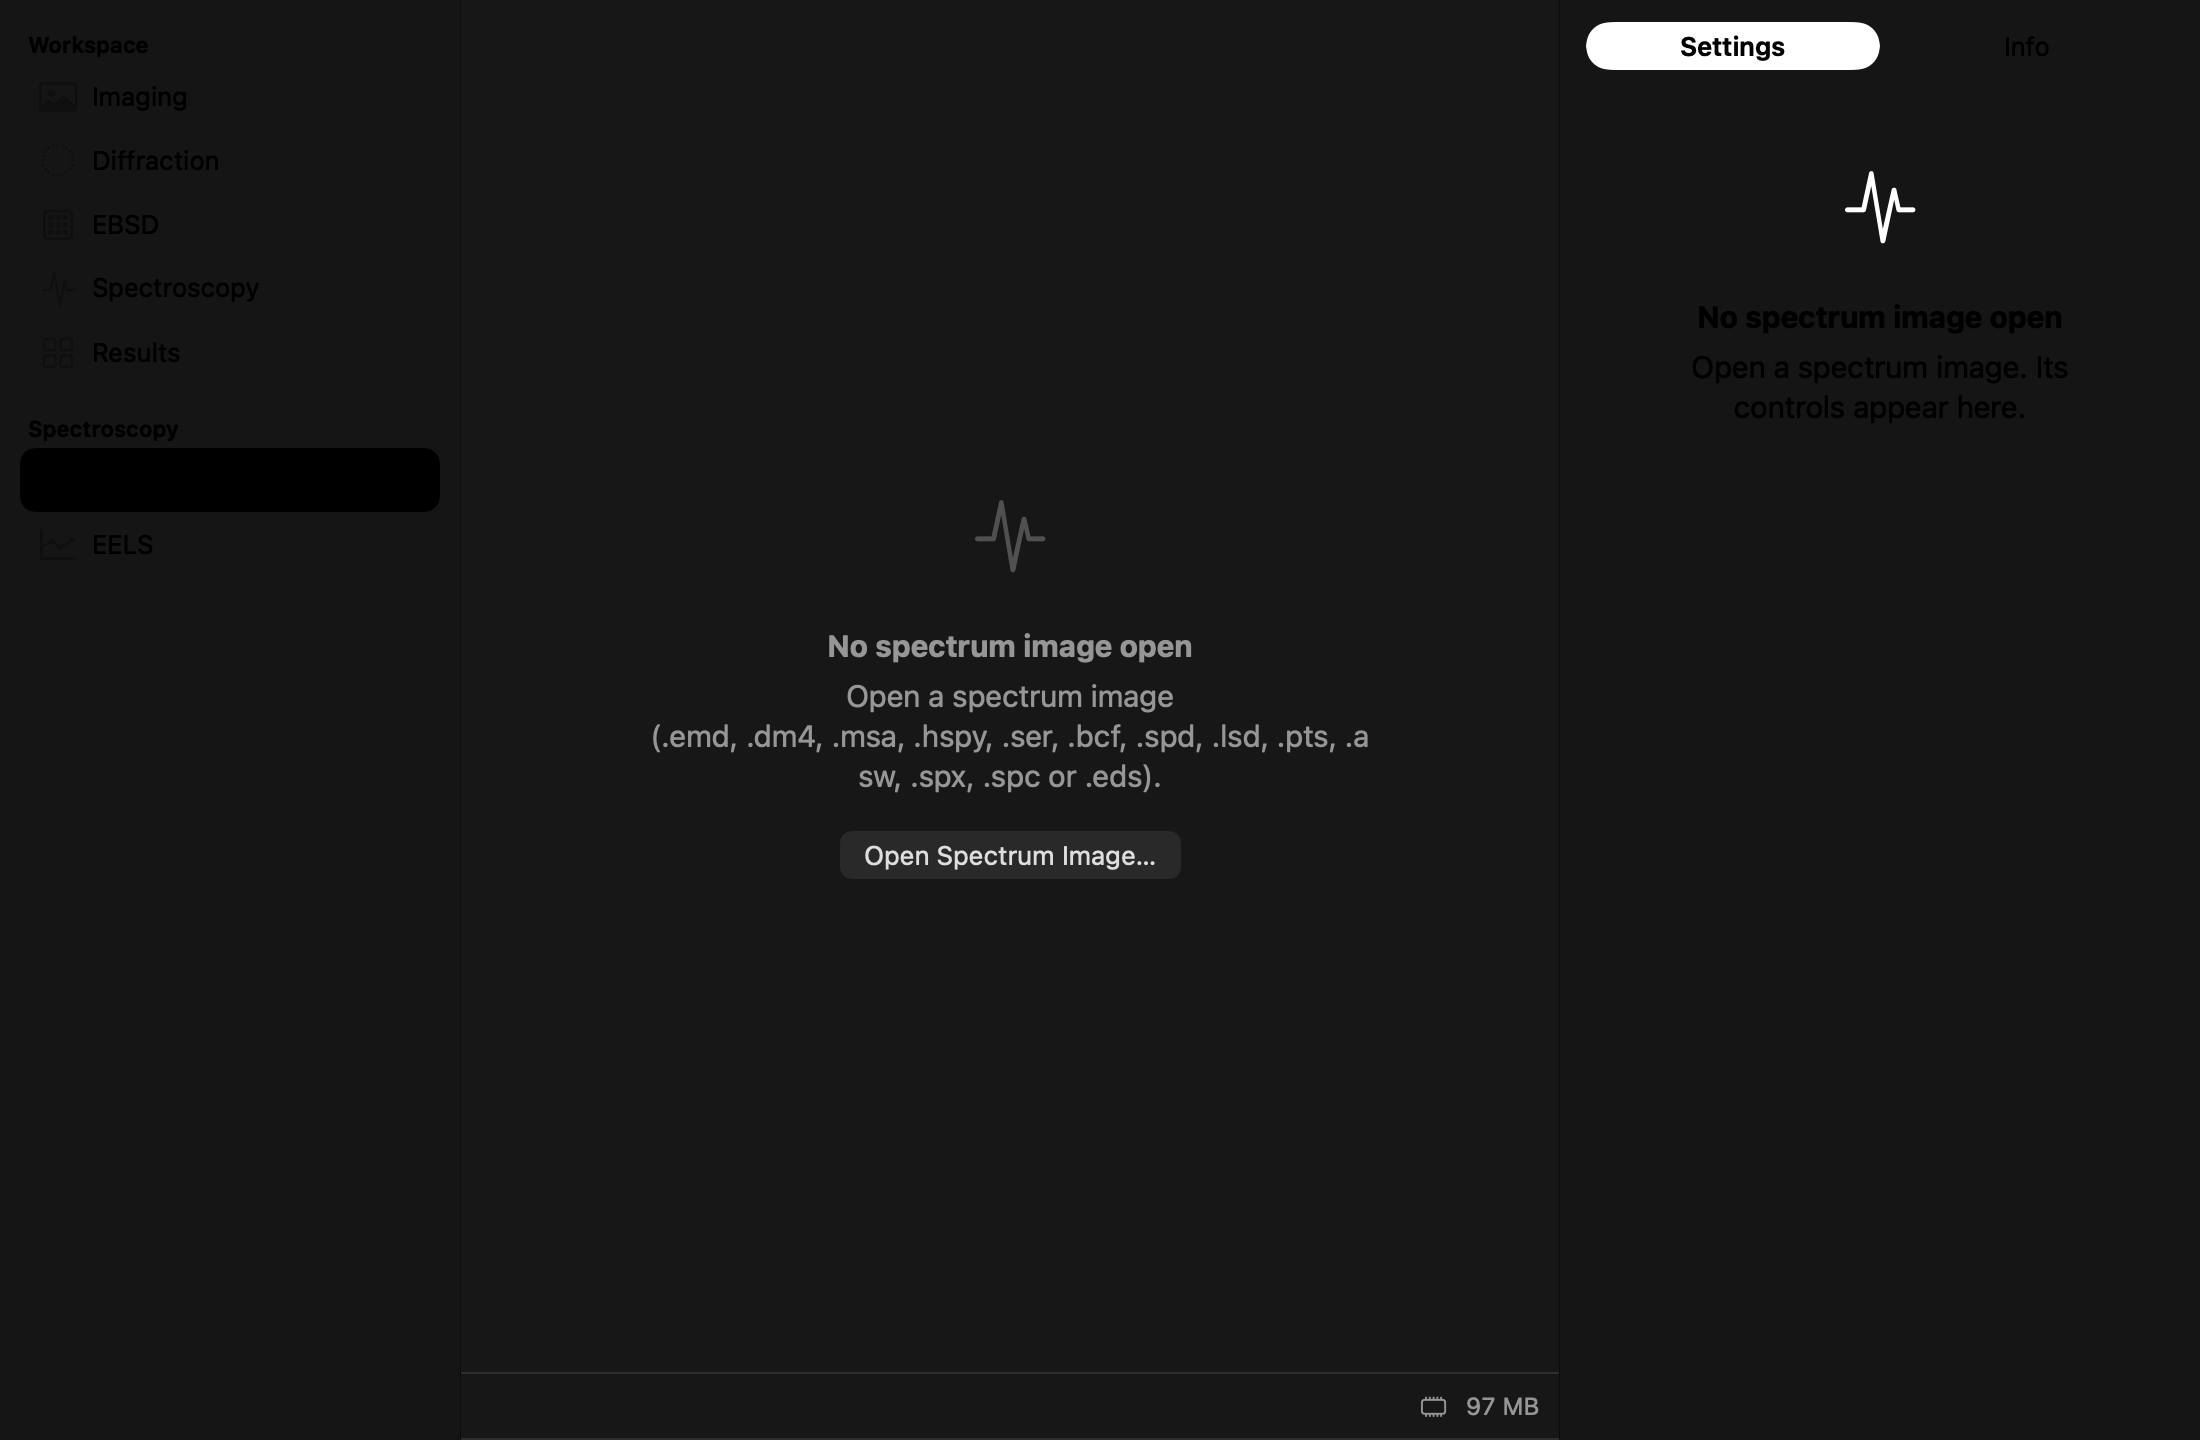 Workspace
Imaging
Diffraction
EBSD
Spectroscopy
Results
Spectroscopy
EELS
No spectrum image open
Open a spectrum image
(.emd, .dm4, .msa, .hspy, .ser, .bcf, .spd, .lsd, .pts, .a
sw, .spx, .spc or .eds).
Open Spectrum Image...
97 MB
Settings
Info
No spectrum image open
Open a spectrum image. Its
controls appear here.